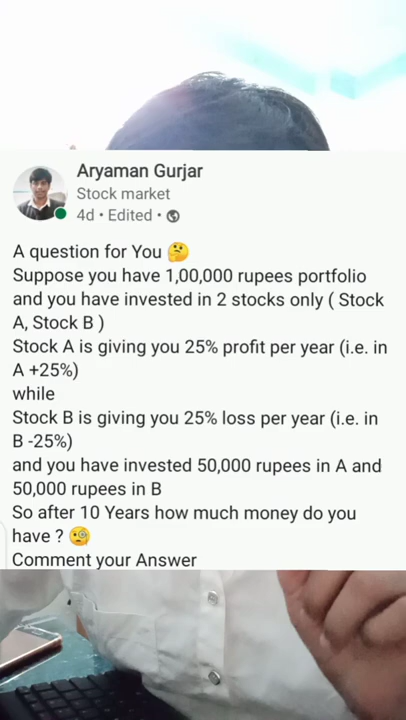 Aryaman Gurjar
Stock market
4d • Edited •
A question for You 🤔
Suppose you have 1,00,000 rupees portfolio
and you have invested in 2 stocks only ( Stock
A, Stock B )
Stock A is giving you 25% profit per year (i.e. in
A +25%)
while
Stock B is giving you 25% loss per year (i.e. in
B -25%)
and you have invested 50,000 rupees in A and
50,000 rupees in B
So after 10 Years how much money do you
have ? 🧐
Comment your Answer